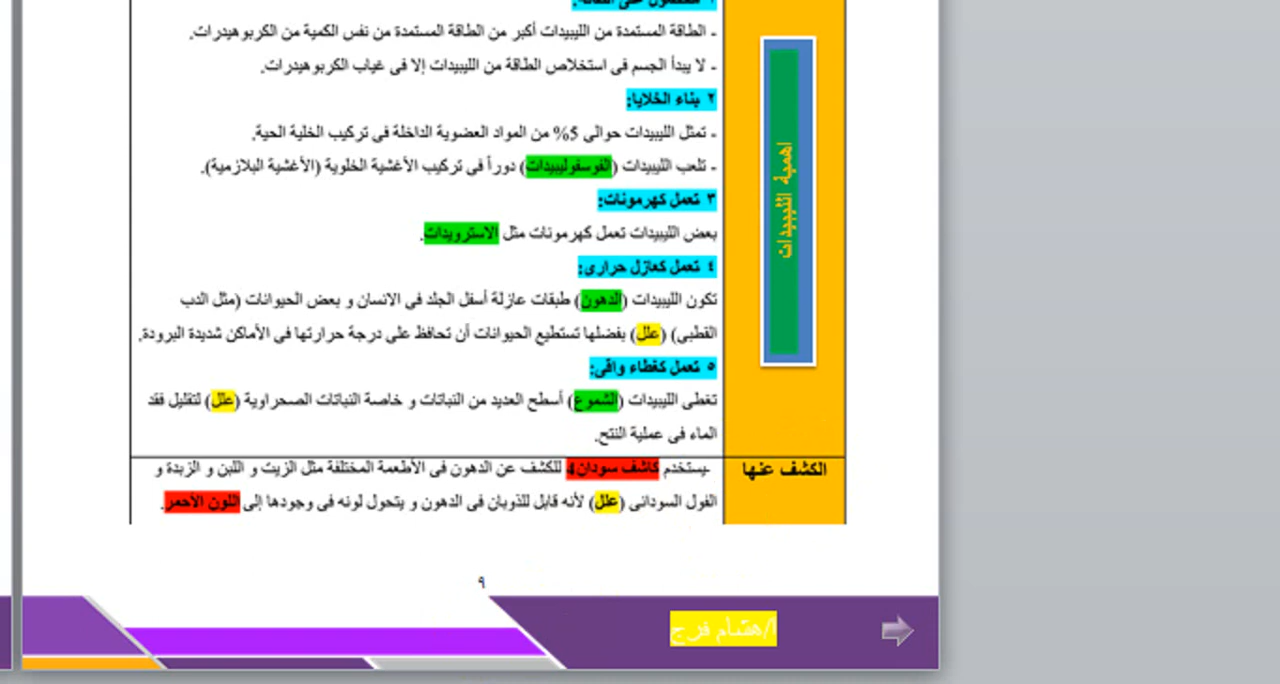 ١ الحصول على الطاقة:
- الطاقة المستمدة من الليبيدات أكبر من الطاقة المستمدة من نفس الكمية من الكربوهيدرات.
- لا يبدأ الجسم فى استخلاص الطاقة من الليبيدات إلا فى غياب الكربوهيدرات.
٢ بناء الخلايا:
- تمثل الليبيدات حوالى 5% من المواد العضوية الداخلة فى تركيب الخلية الحية.
- تلعب الليبيدات (الفوسفوليبيدات) دوراً فى تركيب الأغشية الخلوية (الأغشية البلازمية).
٣ تعمل كهرمونات:
بعض الليبيدات تعمل كهرمونات مثل الاسترويدات.
٤ تعمل كعازل حرارى:
تكون الليبيدات (الدهون) طبقات عازلة أسفل الجلد فى الانسان و بعض الحيوانات (مثل الدب
القطبى) (علل) بفضلها تستطيع الحيوانات أن تحافظ على درجة حرارتها فى الأماكن شديدة البرودة.
٥ تعمل كغطاء واقى:
تغطى الليبيدات (الشموع) أسطح العديد من النباتات و خاصة النباتات الصحراوية (علل) لتقليل فقد
الماء فى عملية النتح.
اهمية الليبيدات
الكشف عنها
-يستخدم كاشف سودان4 للكشف عن الدهون فى الأطعمة المختلفة مثل الزيت و اللبن و الزبدة و
الفول السودانى (علل) لأنه قابل للذوبان فى الدهون و يتحول لونه فى وجودها إلى اللون الأحمر.
٩
ا/هشام فرج